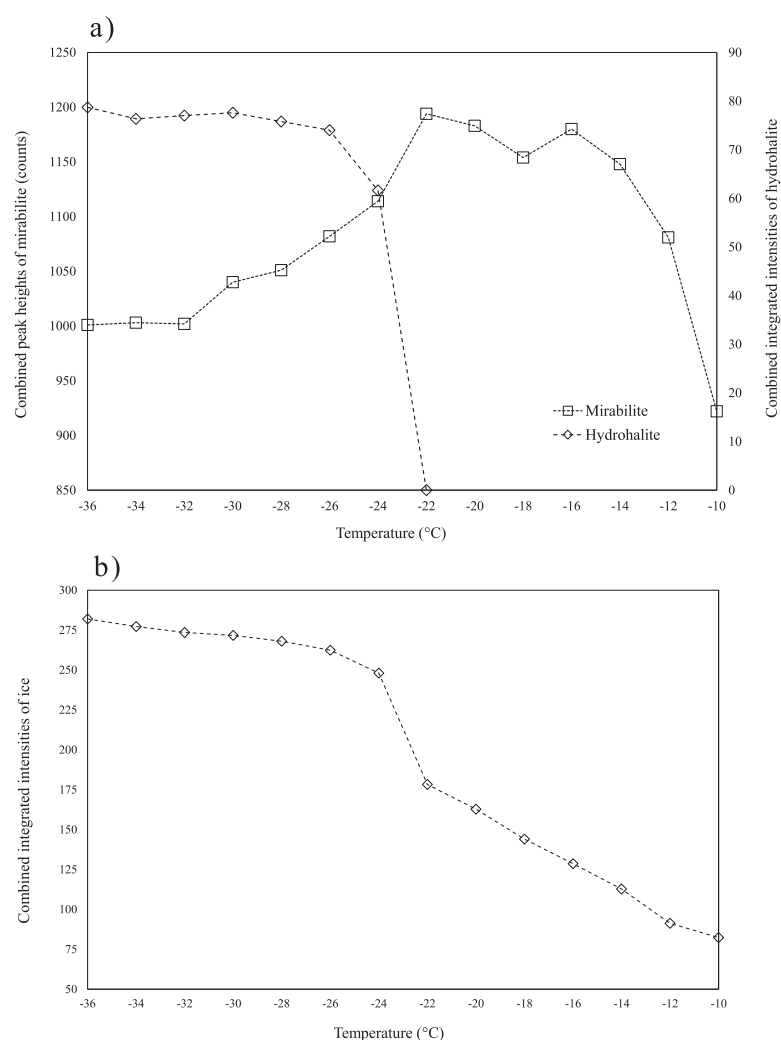 a)
Combined peak heights of mirabilite (counts)
1250
1200
1150
1100
1050
1000
950
900
850
90
80
70
60
50
40
30
20
10
0
Combined integrated intensities of hydrohalite
Mirabilite
Hydrohalite
-36 -34 -32 -30 -28 -26 -24 -22 -20 -18 -16 -14 -12 -10
Temperature (°C)
b)
Combined integrated intensities of ice
300
275
250
225
200
175
150
125
100
75
50
-36 -34 -32 -30 -28 -26 -24 -22 -20 -18 -16 -14 -12 -10
Temperature (°C)